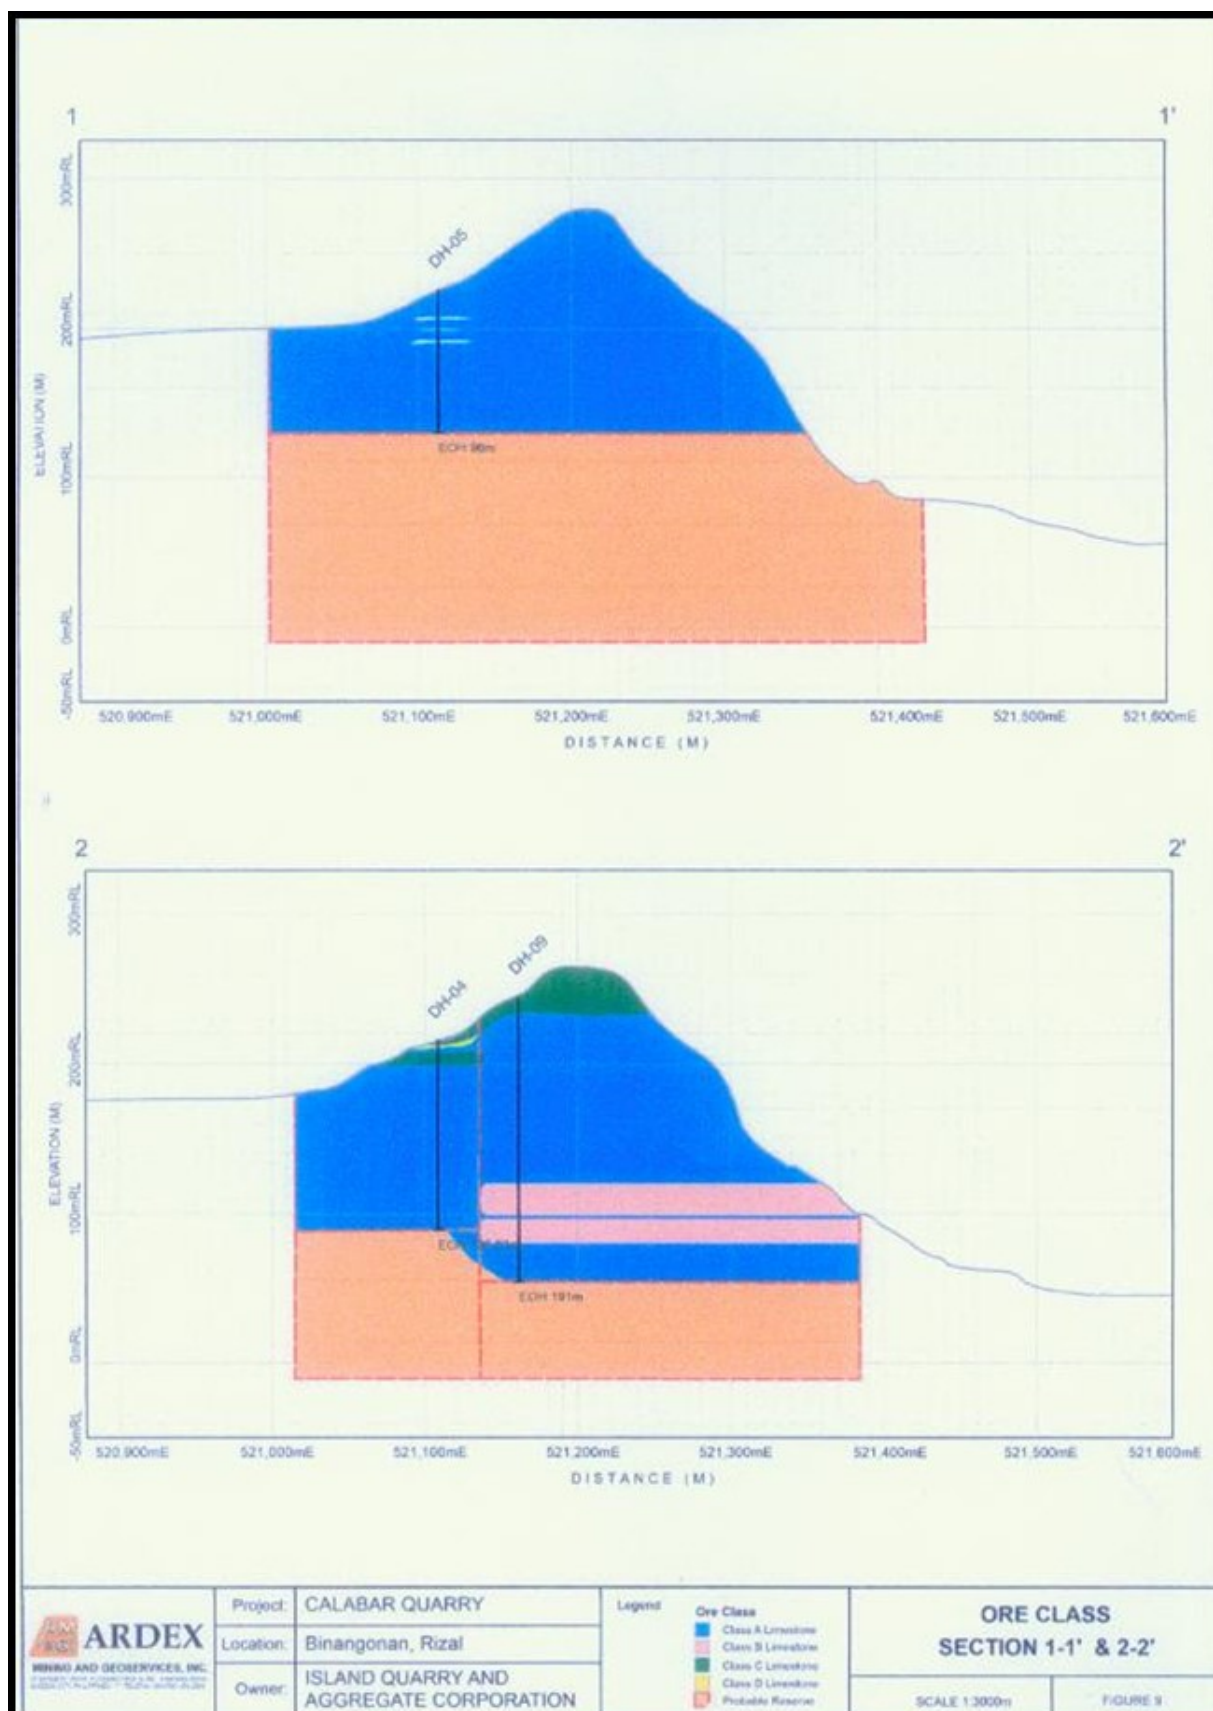 1 1'
300mRL
200mRL
100mRL
0mRL
-50mRL
ELEVATION (M)
DH-05
EOH 96m
520,900mE 521,000mE 521,100mE 521,200mE 521,300mE 521,400mE 521,500mE 521,600mE
DISTANCE (M)
2 2'
300mRL
200mRL
100mRL
0mRL
-50mRL
ELEVATION (M)
DH-04
DH-09
EOH
EOH 191m
520,900mE 521,000mE 521,100mE 521,200mE 521,300mE 521,400mE 521,500mE 521,600mE
DISTANCE (M)
ARDEX
MINING AND GEOSERVICES, INC.
Project: CALABAR QUARRY
Location: Binangonan, Rizal
Owner: ISLAND QUARRY AND
AGGREGATE CORPORATION
Legend
Ore Class
Class A Limestone
Class B Limestone
Class C Limestone
Class D Limestone
Probable Reserve
ORE CLASS
SECTION 1-1' & 2-2'
SCALE 1:3000m
FIGURE 9